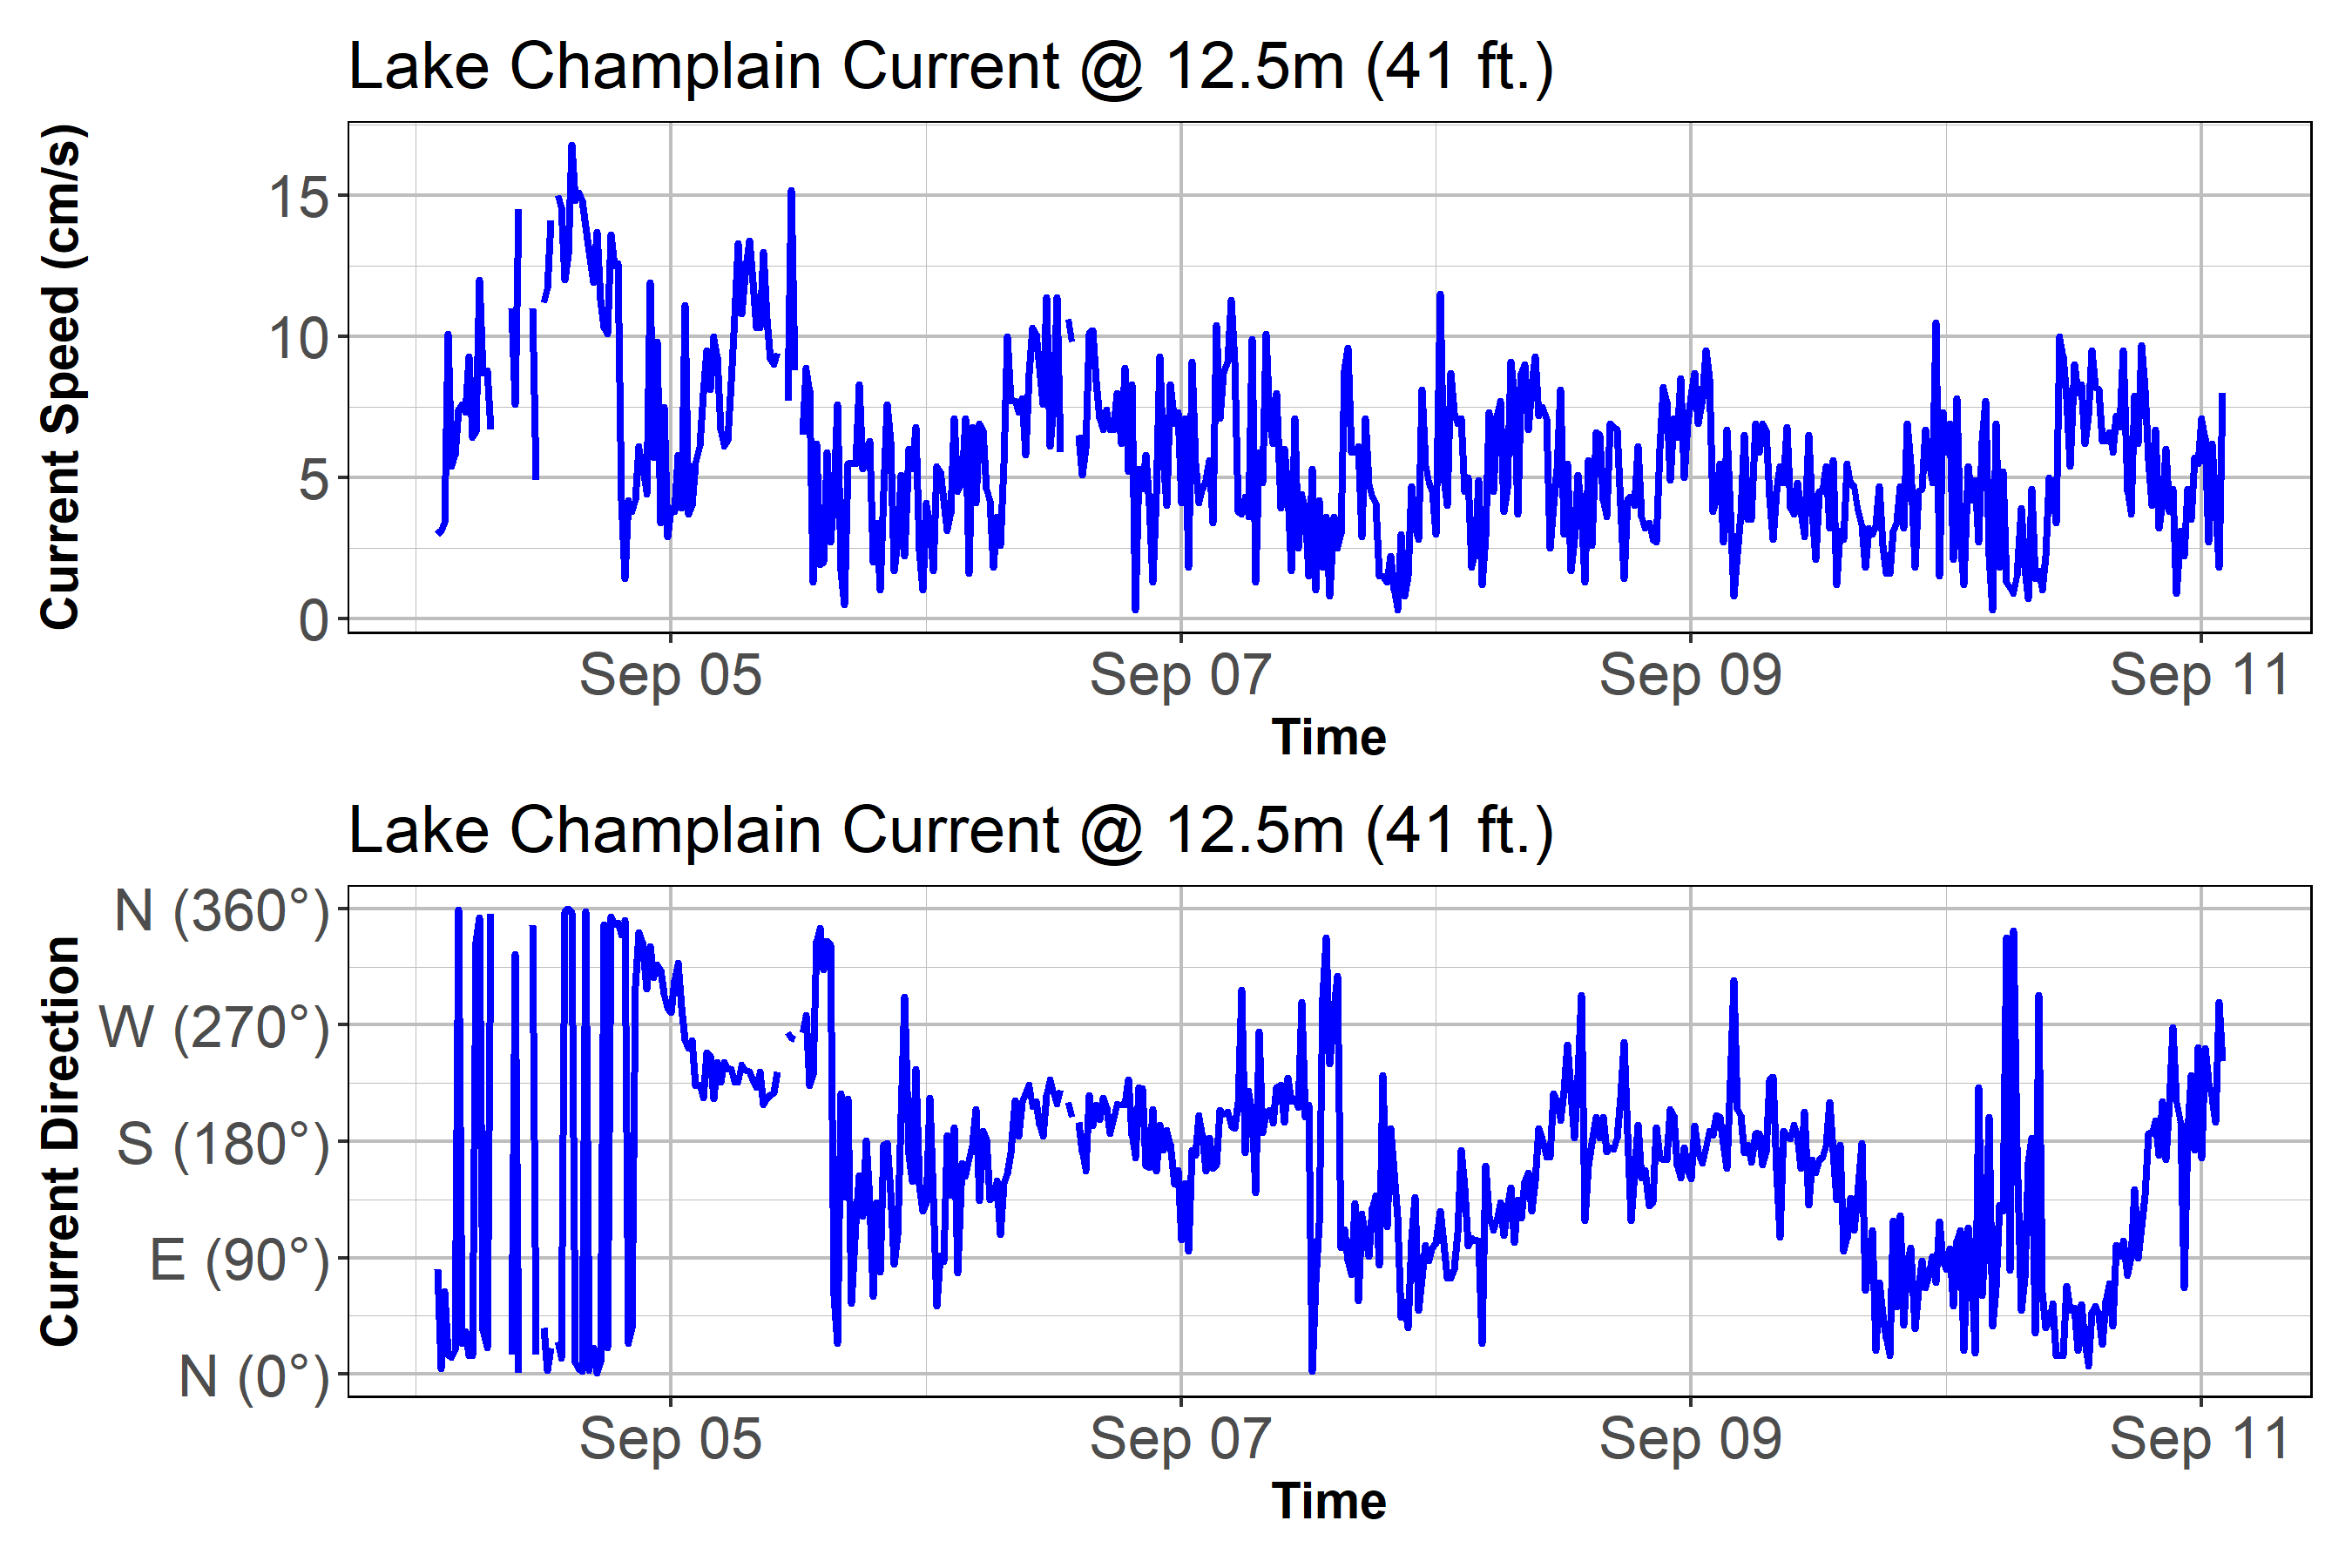 Lake Champlain Current @ 12.5m (41 ft.)
Current Speed (cm/s)
15
10
5
0
Sep 05 Sep 07 Sep 09 Sep 11
Time
Lake Champlain Current @ 12.5m (41 ft.)
Current Direction
N (360°)
W (270°)
S (180°)
E (90°)
N (0°)
Sep 05 Sep 07 Sep 09 Sep 11
Time